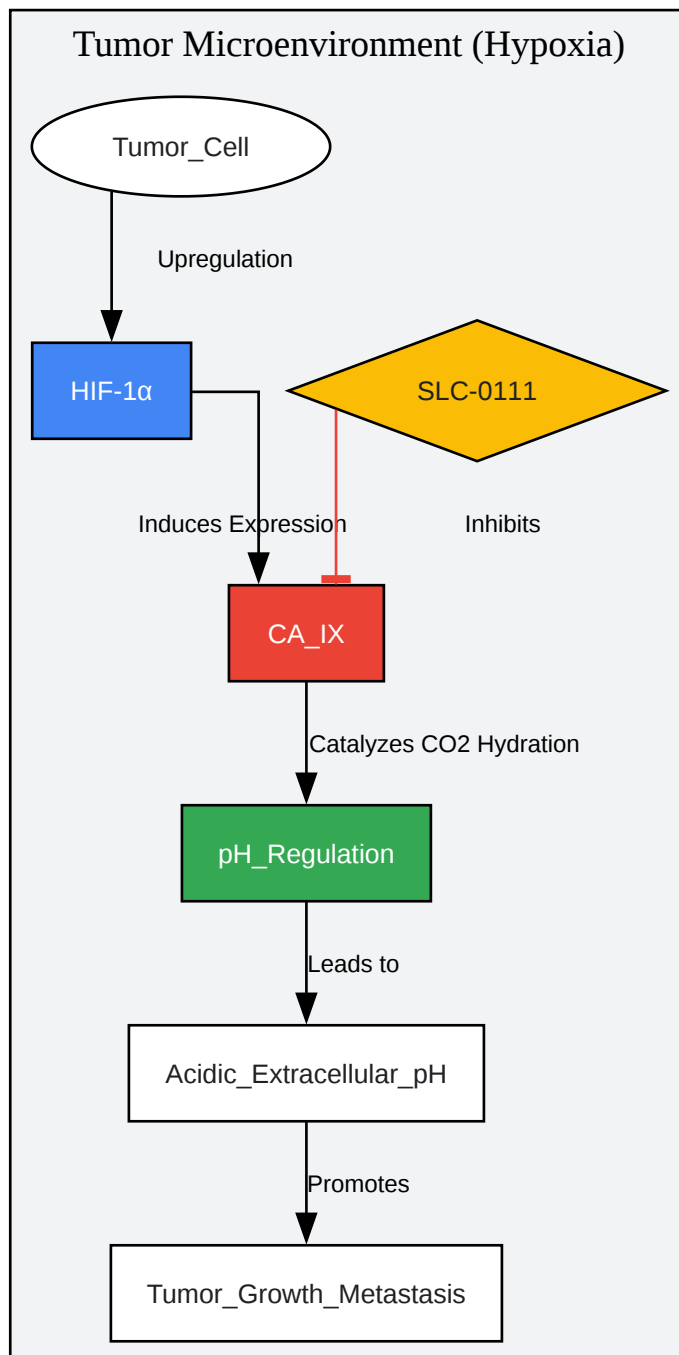 Tumor Microenvironment (Hypoxia)
Tumor_Cell
Upregulation
HIF-1α
SLC-0111
Induces Expression
Inhibits
CA_IX
Catalyzes CO2 Hydration
pH_Regulation
Leads to
Acidic_Extracellular_pH
Promotes
Tumor_Growth_Metastasis